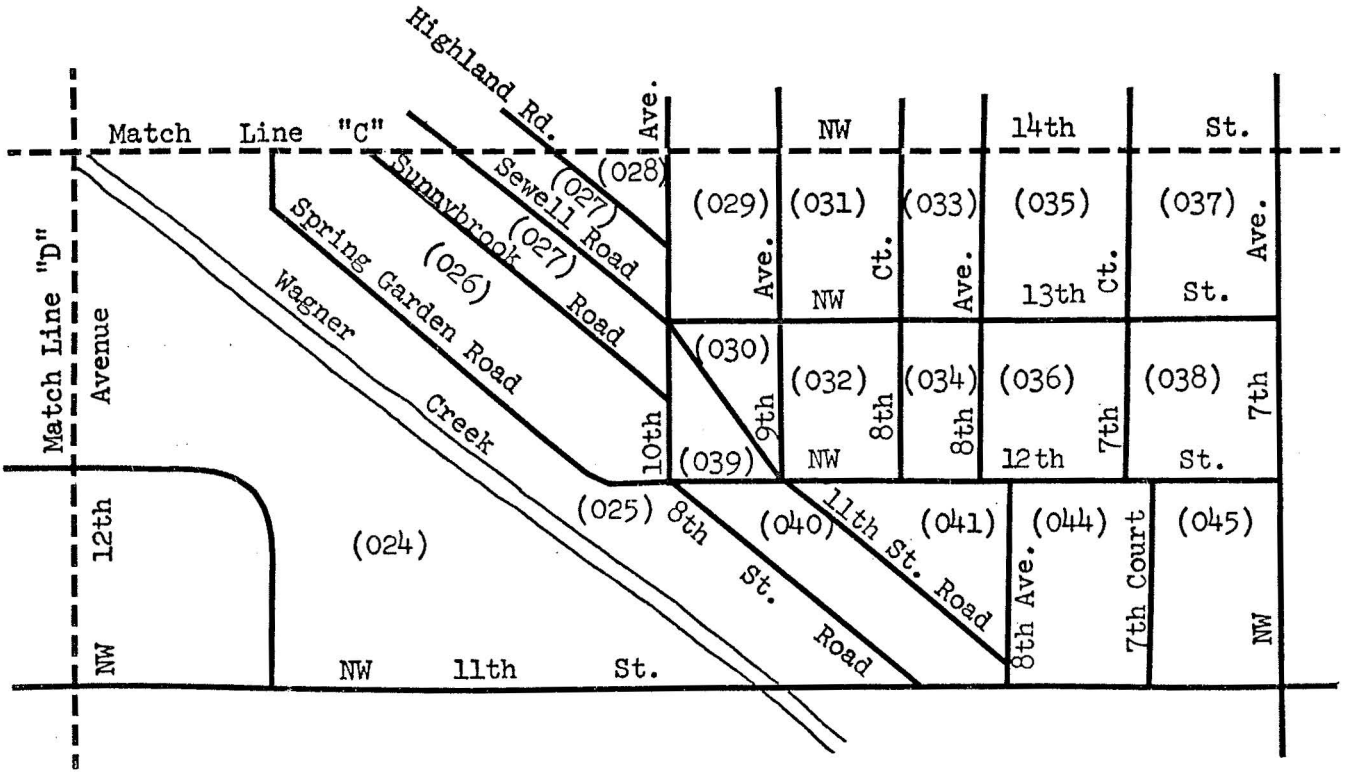 Highland Rd.
Match Line "C"
NW 14th St.
Ave.
Sewell Road
Sunnybrook Road
Spring Garden Road
Wagner Creek
Match Line "D"
NW 12th Avenue
(028)
(027)
(027)
(026)
(029) (031) (033) (035) (037)
Ave. Ct. Ave. Ct. Ave.
NW 13th St.
(030)
(032) (034) (036) (038)
10th 9th 8th 8th 7th 7th
(039) NW 12th St.
(025) 8th St. Road
(040) 11th St. Road
(041) (044) (045)
(024)
8th Ave.
7th Court
NW
NW 11th St.